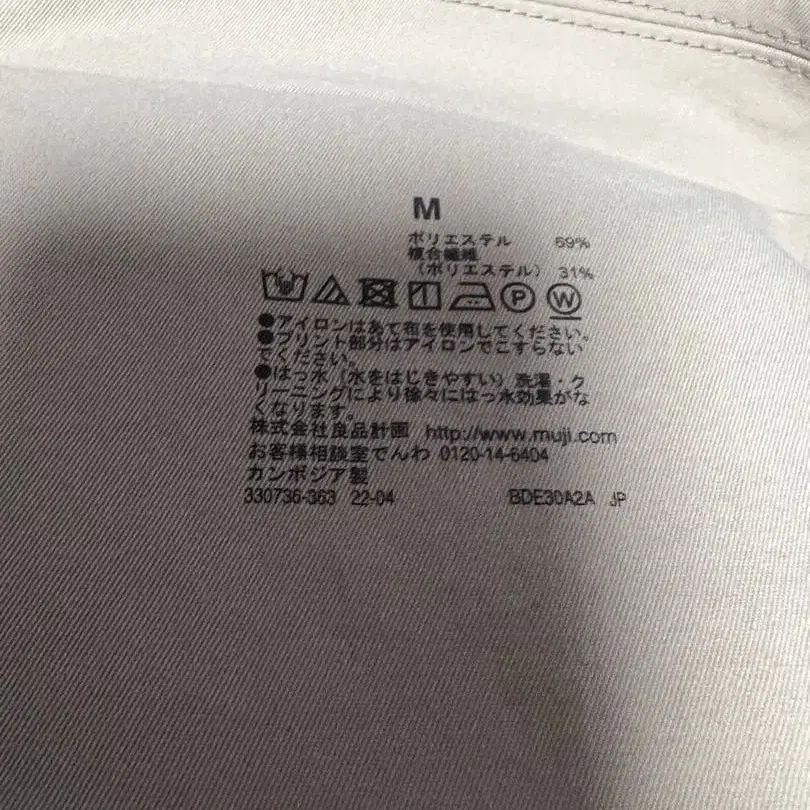 M
ポリエステル 69%
複合繊維
（ポリエステル） 31%
P W
●アイロンはあて布を使用してください。
●プリント部分はアイロンでこすらない
でください。
●はっ水（水をはじきやすい）洗濯・ク
リーニングにより徐々にはっ水効果がな
くなります。
株式会社良品計画 http://www.muji.com
お客様相談室でんわ 0120-14-6404
カンボジア製
330736-363 22-04 BDE30A2A JP